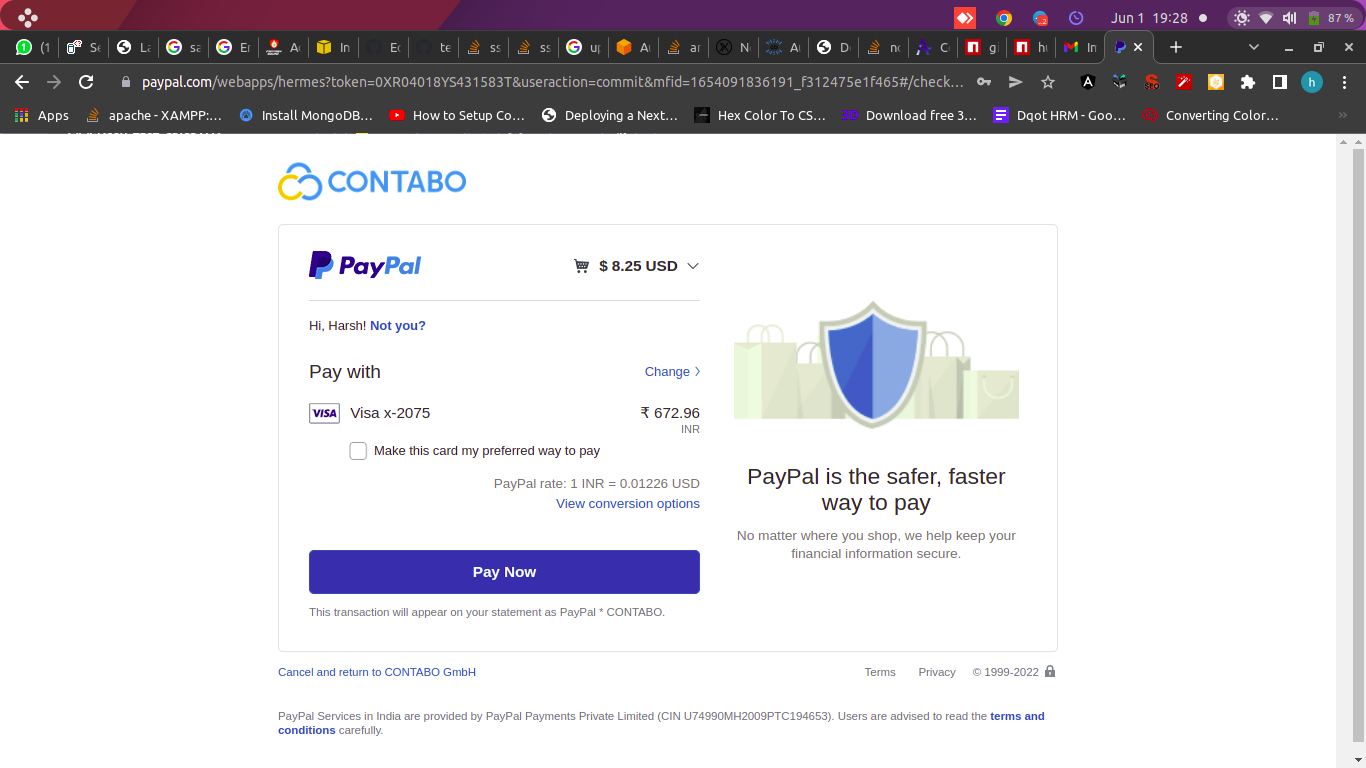 Jun 1 19:28
87 %
(1
Se
La
sa
Er
Ac
In
Ec
te
ss
ss
up
Au
ar
No
Au
Do
no
Co
gi
hu
In
paypal.com/webapps/hermes?token=0XR04018YS431583T&useraction=commit&mfid=1654091836191_f312475e1f465#/check…
h
Apps
apache - XAMPP:…
Install MongoDB…
How to Setup Co…
Deploying a Next…
Hex Color To CS…
Download free 3…
Dqot HRM - Goo…
Converting Color…
CONTABO
PayPal
$ 8.25 USD
Hi, Harsh! Not you?
Pay with
Change
VISA
Visa x-2075
₹ 672.96
INR
Make this card my preferred way to pay
PayPal rate: 1 INR = 0.01226 USD
View conversion options
Pay Now
This transaction will appear on your statement as PayPal * CONTABO.
PayPal is the safer, faster
way to pay
No matter where you shop, we help keep your
financial information secure.
Cancel and return to CONTABO GmbH
Terms
Privacy
© 1999-2022
PayPal Services in India are provided by PayPal Payments Private Limited (CIN U74990MH2009PTC194653). Users are advised to read the terms and
conditions carefully.